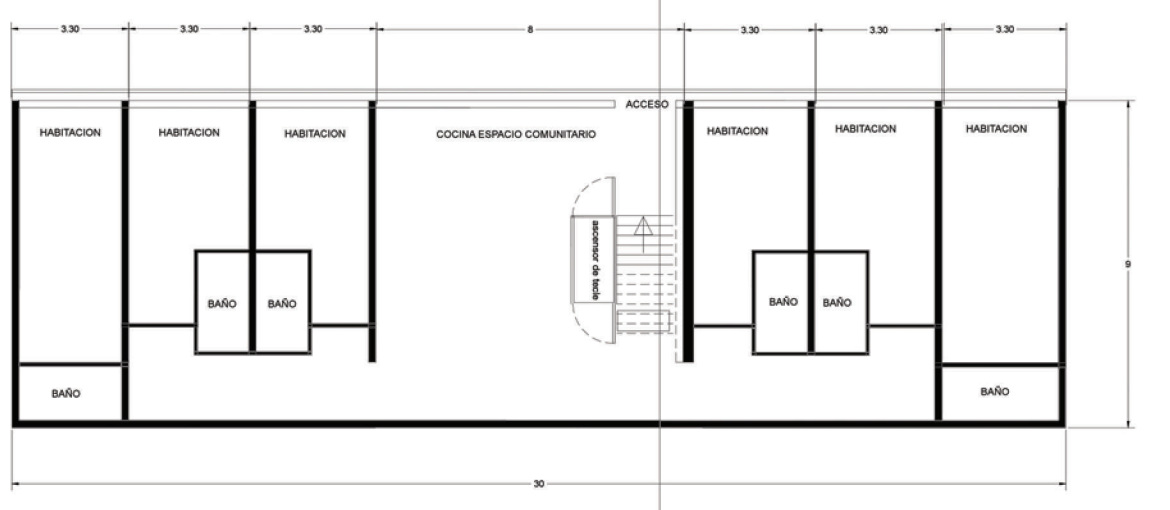 3.30 3.30 3.30 8 3.30 3.30 3.30
ACCESO
HABITACION HABITACION HABITACION COCINA ESPACIO COMUNITARIO HABITACION HABITACION HABITACION
ascensor de tecle
9
BAÑO BAÑO BAÑO BAÑO
BAÑO BAÑO
30